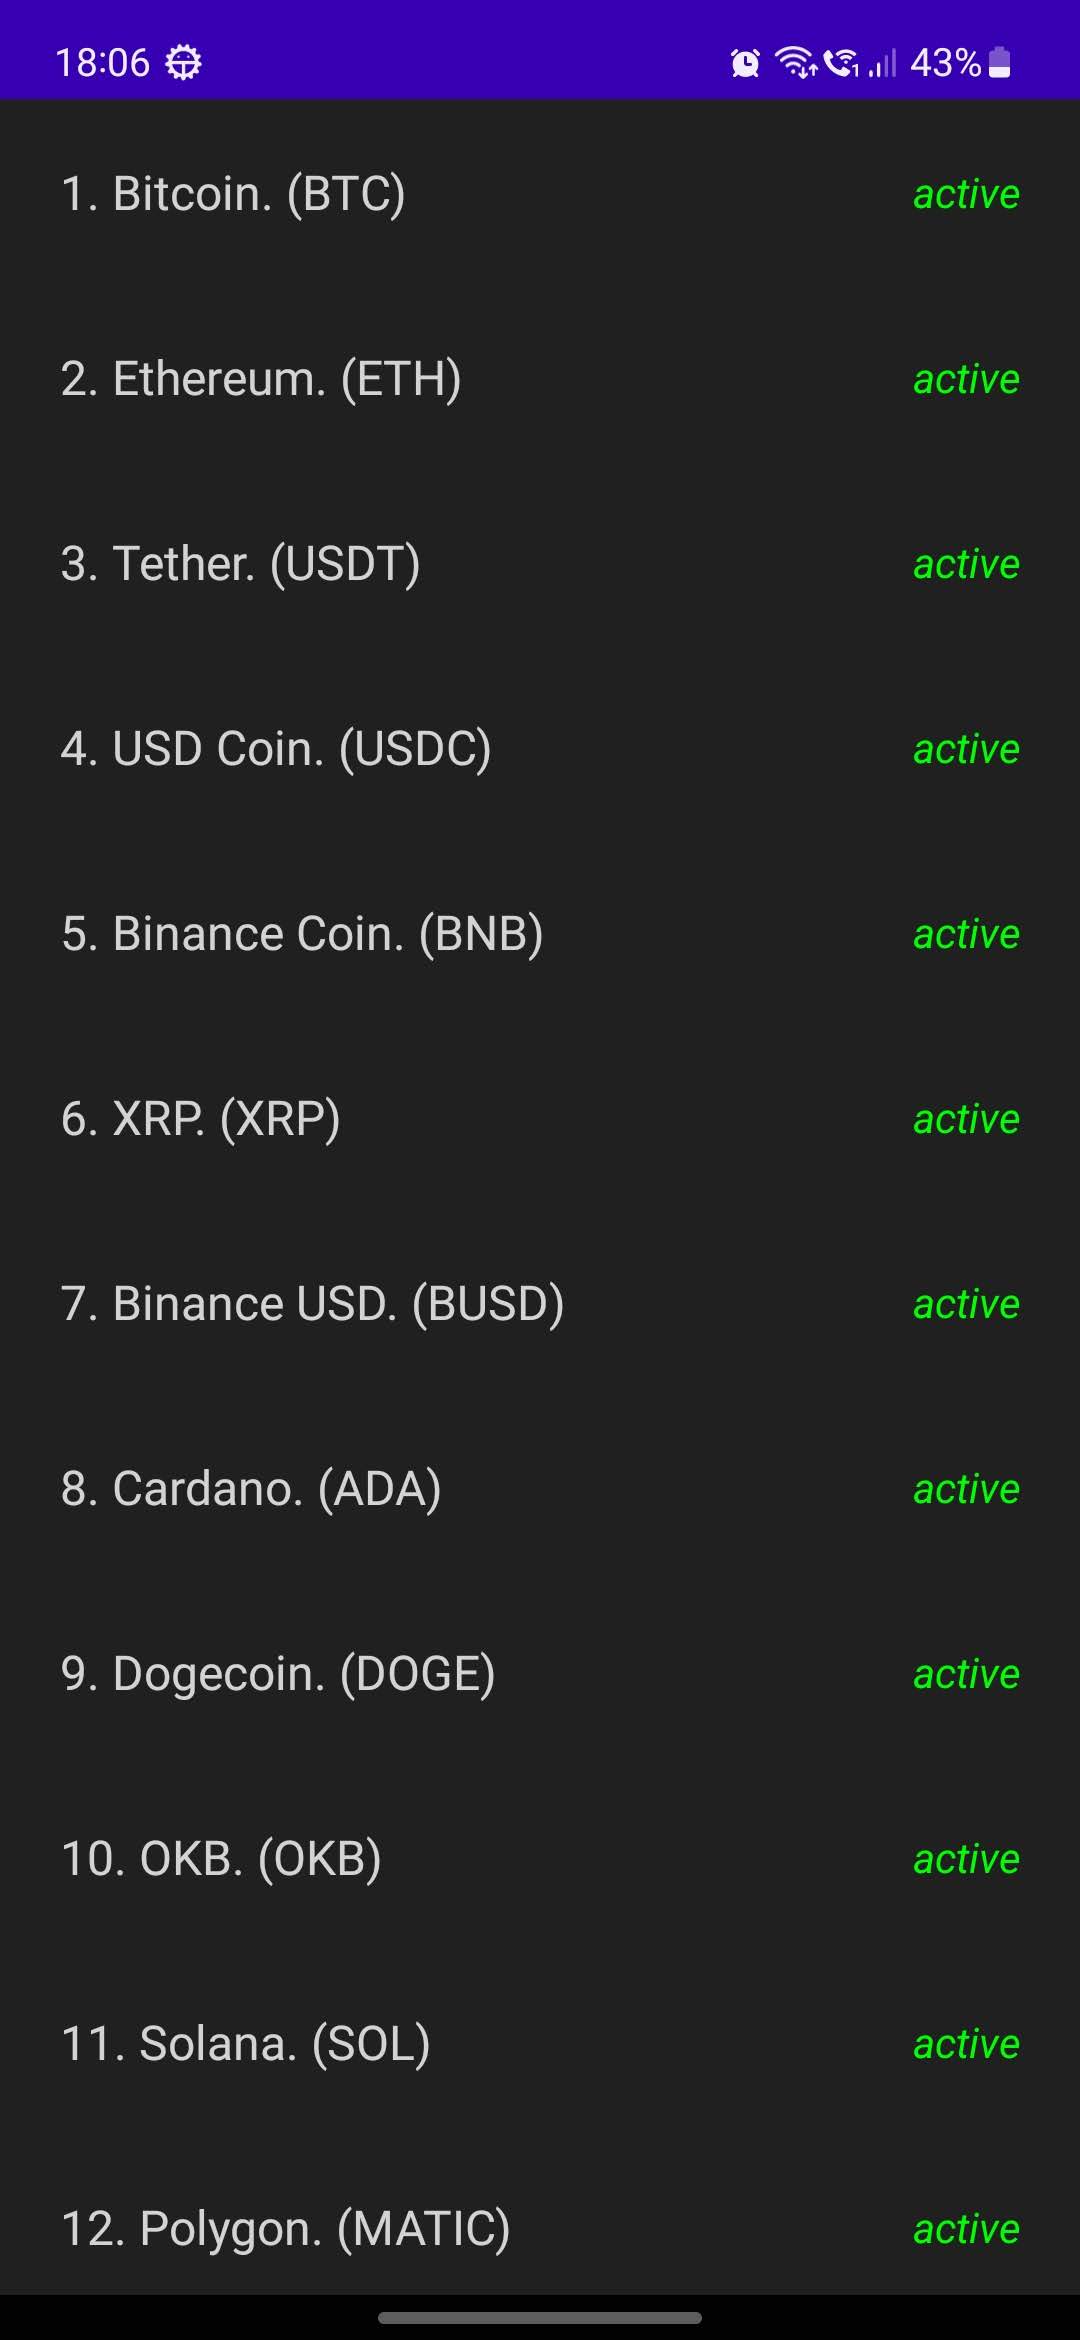 18:06 43%
1. Bitcoin. (BTC) active
2. Ethereum. (ETH) active
3. Tether. (USDT) active
4. USD Coin. (USDC) active
5. Binance Coin. (BNB) active
6. XRP. (XRP) active
7. Binance USD. (BUSD) active
8. Cardano. (ADA) active
9. Dogecoin. (DOGE) active
10. OKB. (OKB) active
11. Solana. (SOL) active
12. Polygon. (MATIC) active